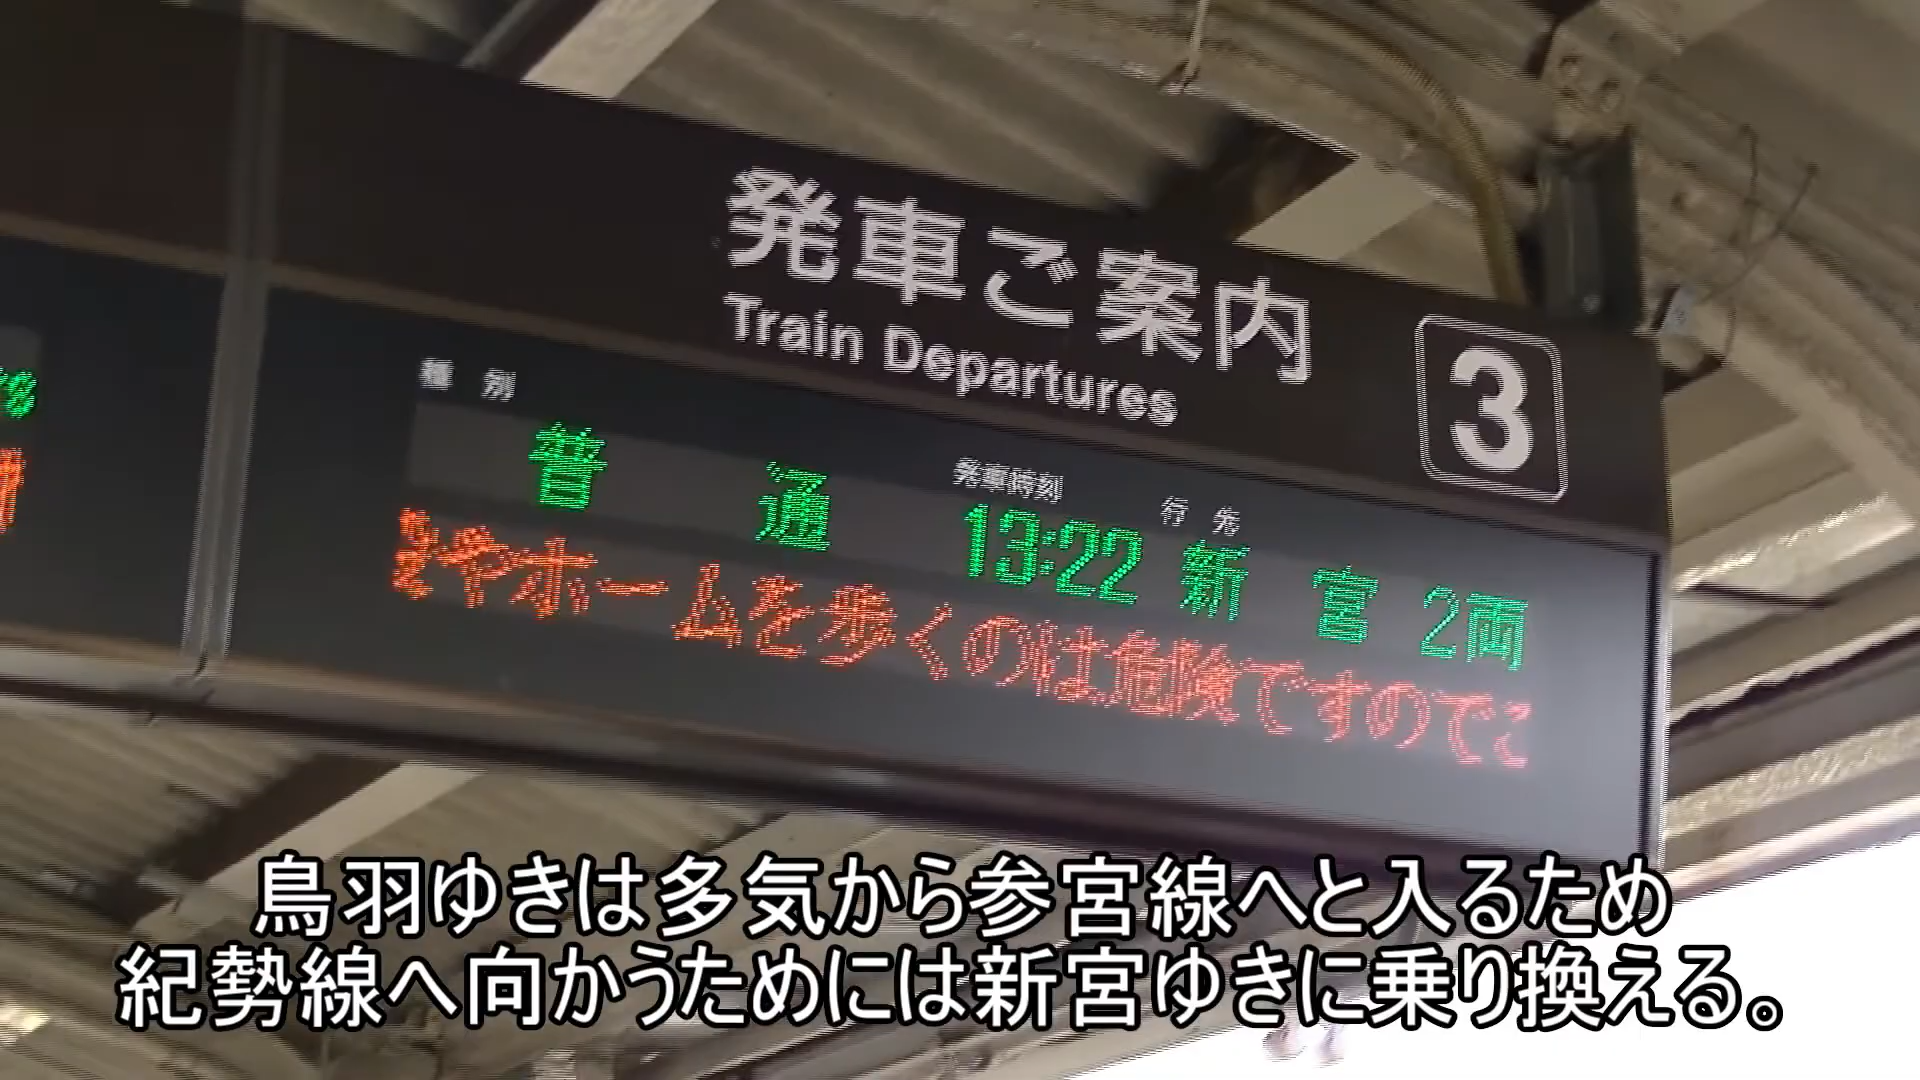 発車ご案内
Train Departures
3
種別
発車時刻
行先
普通 13:22 新宮 2両
やホームを歩くのは危険ですのでこ
鳥羽ゆきは多気から参宮線へと入るため
紀勢線へ向かうためには新宮ゆきに乗り換える。